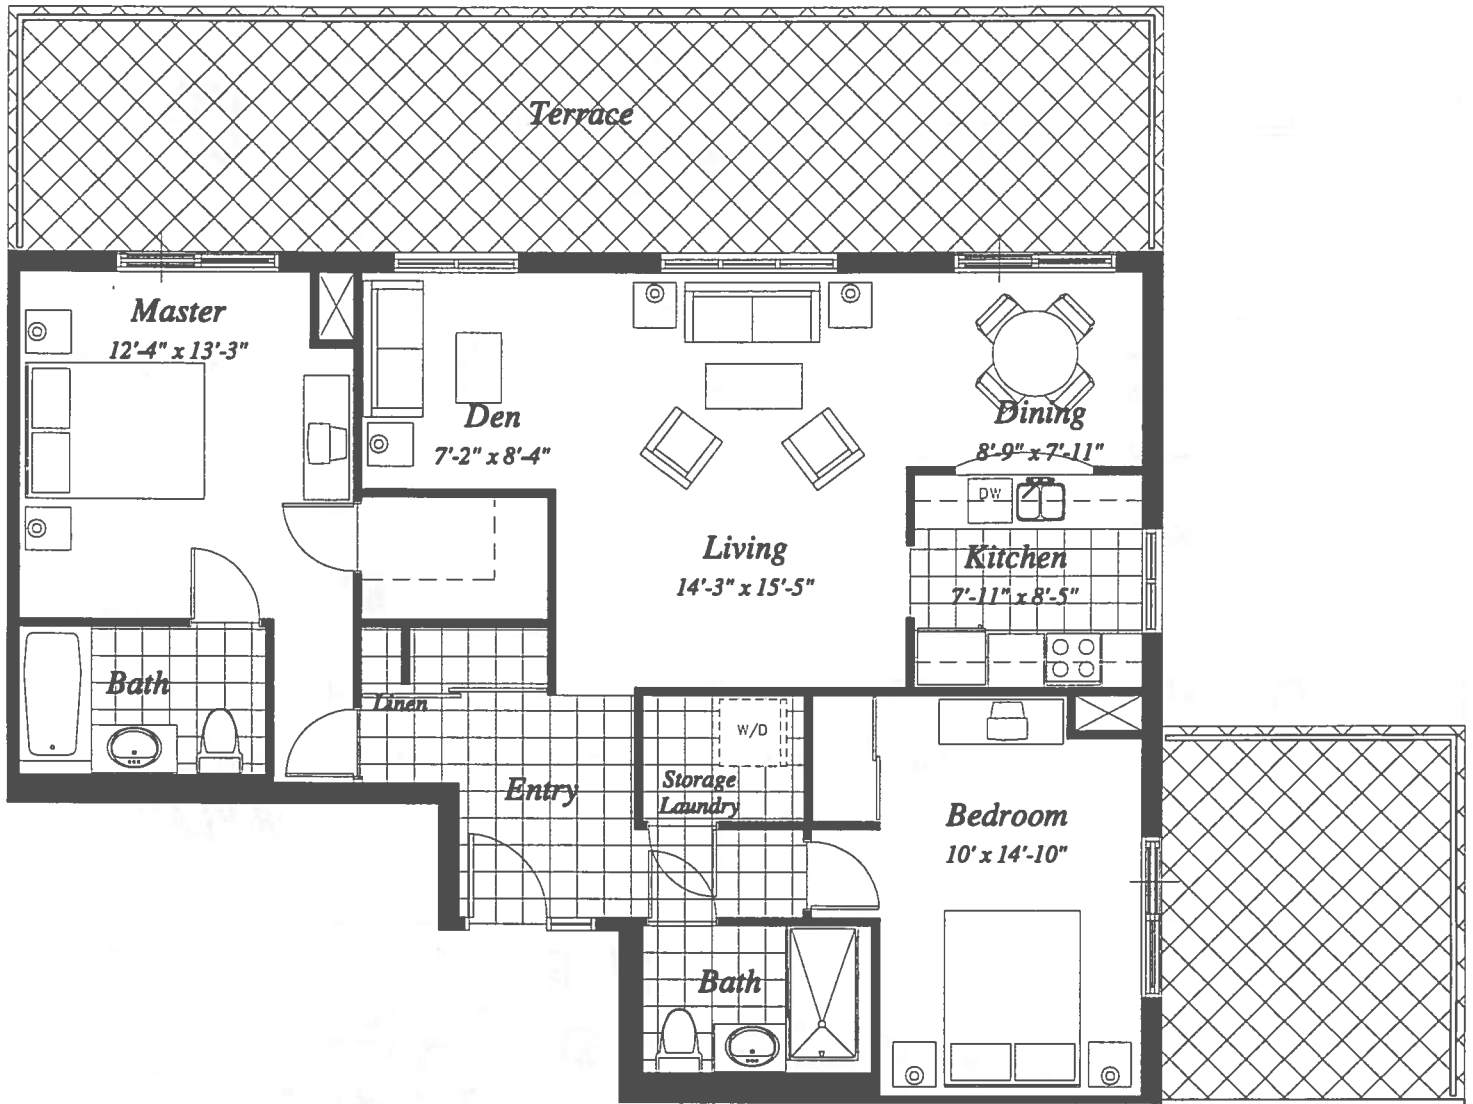 Terrace
Master
12'-4" x 13'-3"
Den
7'-2" x 8'-4"
Dining
8'-9" x 7'-11"
DW
Living
14'-3" x 15'-5"
Kitchen
7'-11" x 8'-5"
Bath
Linen
W/D
Entry
Storage
Laundry
Bedroom
10' x 14'-10"
Bath